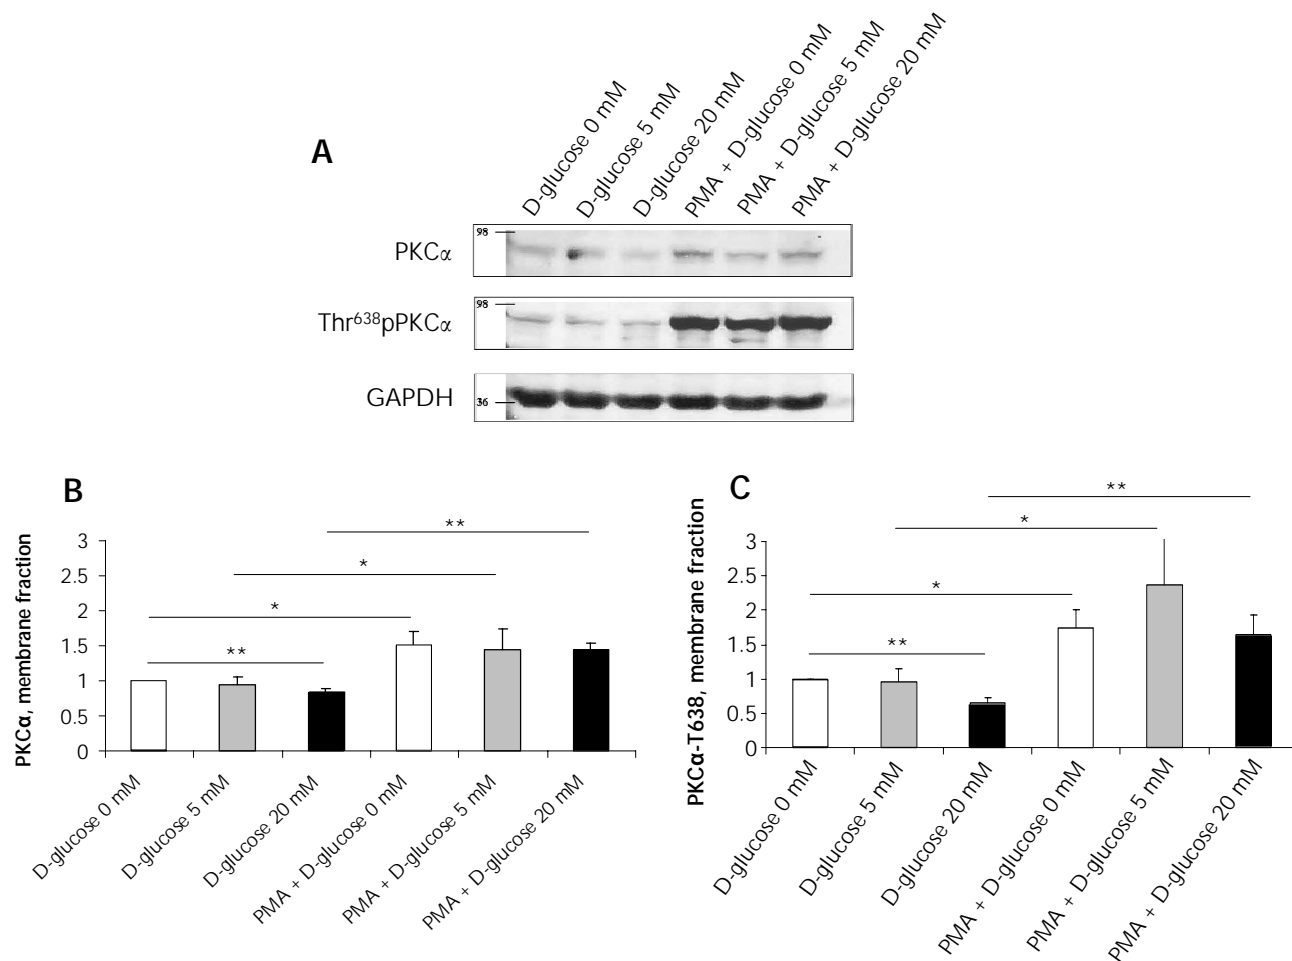 A
D-glucose 0 mM
D-glucose 5 mM
D-glucose 20 mM
PMA + D-glucose 0 mM
PMA + D-glucose 5 mM
PMA + D-glucose 20 mM
98
PKCα
98
Thr⁶³⁸pPKCα
GAPDH
36
B
PKCα, membrane fraction
3
2.5
2
1.5
1
0.5
0
**
*
*
**
D-glucose 0 mM
D-glucose 5 mM
D-glucose 20 mM
PMA + D-glucose 0 mM
PMA + D-glucose 5 mM
PMA + D-glucose 20 mM
C
PKCα-T638, membrane fraction
3
2.5
2
1.5
1
0.5
0
**
*
*
**
D-glucose 0 mM
D-glucose 5 mM
D-glucose 20 mM
PMA + D-glucose 0 mM
PMA + D-glucose 5 mM
PMA + D-glucose 20 mM